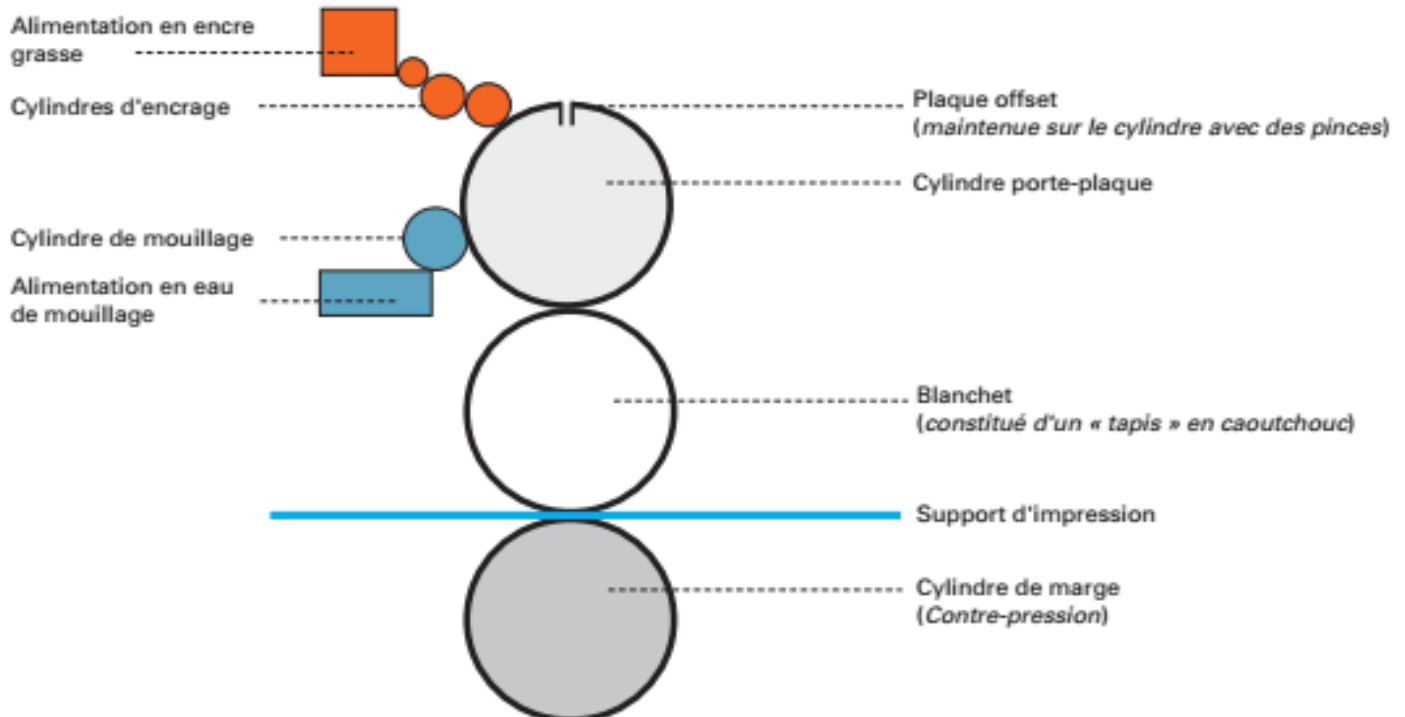 Alimentation en encre
grasse
Cylindres d'encrage
Cylindre de mouillage
Alimentation en eau
de mouillage
Plaque offset
(maintenue sur le cylindre avec des pinces)
Cylindre porte-plaque
Blanchet
(constitué d'un « tapis » en caoutchouc)
Support d'impression
Cylindre de marge
(Contre-pression)